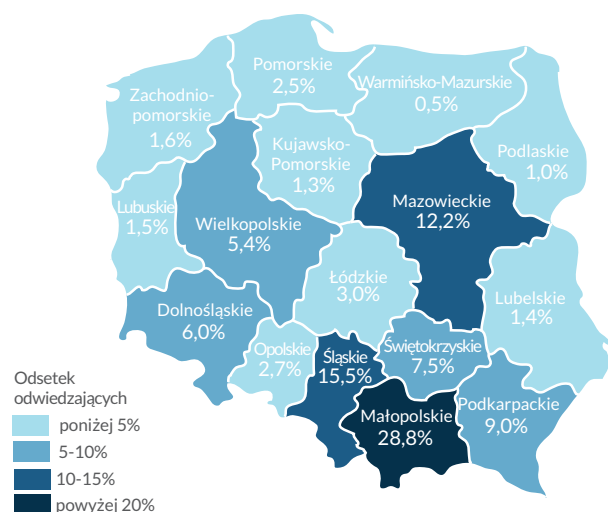 Pomorskie
2,5%
Warmińsko-Mazurskie
0,5%
Zachodnio-
pomorskie
1,6%
Kujawsko-
Pomorskie
1,3%
Podlaskie
1,0%
Mazowieckie
12,2%
Lubuskie
1,5%
Wielkopolskie
5,4%
Łódzkie
3,0%
Lubelskie
1,4%
Dolnośląskie
6,0%
Opolskie
2,7%
Śląskie
15,5%
Świętokrzyskie
7,5%
Małopolskie
28,8%
Podkarpackie
9,0%
Odsetek
odwiedzających
poniżej 5%
5-10%
10-15%
powyżej 20%